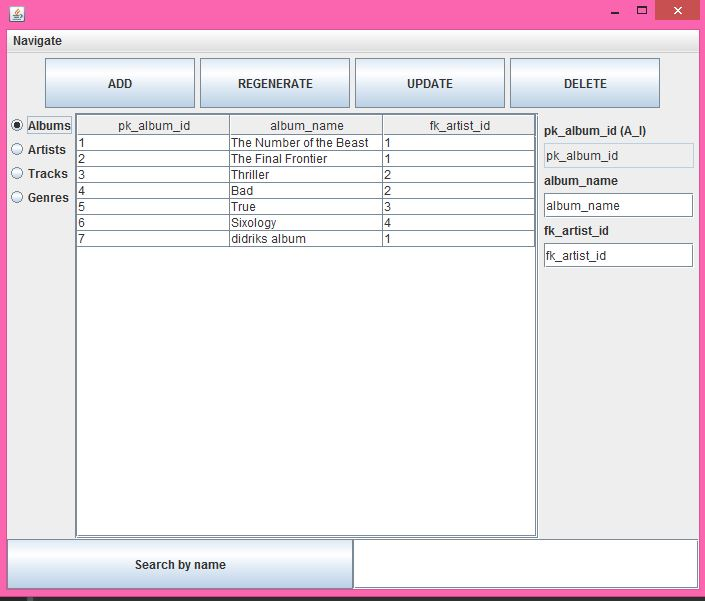 Navigate
ADD REGENERATE UPDATE DELETE
Albums
Artists
Tracks
Genres
pk_album_id album_name fk_artist_id
1 The Number of the Beast 1
2 The Final Frontier 1
3 Thriller 2
4 Bad 2
5 True 3
6 Sixology 4
7 didriks album 1
pk_album_id (A_I)
pk_album_id
album_name
album_name
fk_artist_id
fk_artist_id
Search by name